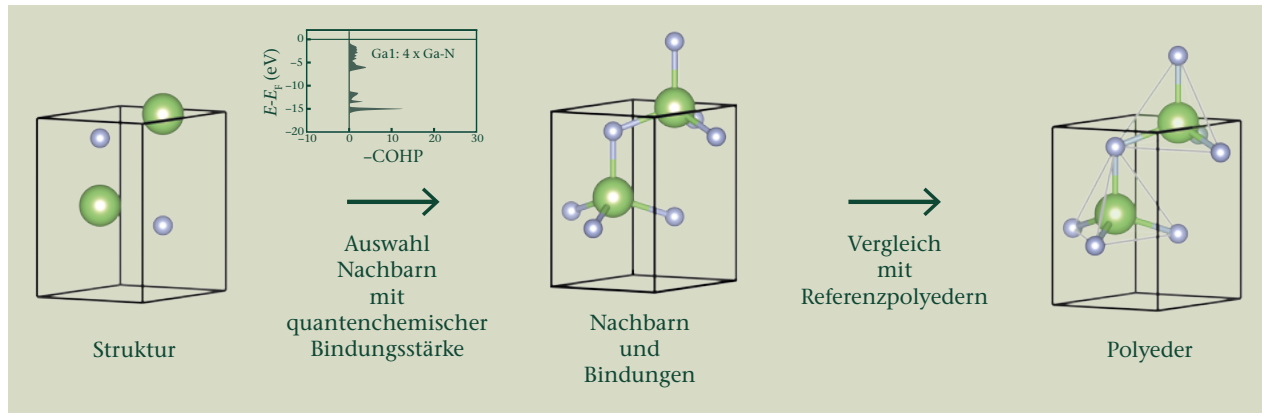 0
−5
−10
−15
−20
E-E_F (eV)
Ga1: 4 x Ga-N
−10
0
10
20
30
−COHP
Struktur
Auswahl
Nachbarn
mit
quantenchemischer
Bindungsstärke
Nachbarn
und
Bindungen
Vergleich
mit
Referenzpolyedern
Polyeder